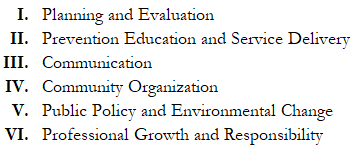 I. Planning and Evaluation
II. Prevention Education and Service Delivery
III. Communication
IV. Community Organization
V. Public Policy and Environmental Change
VI. Professional Growth and Responsibility